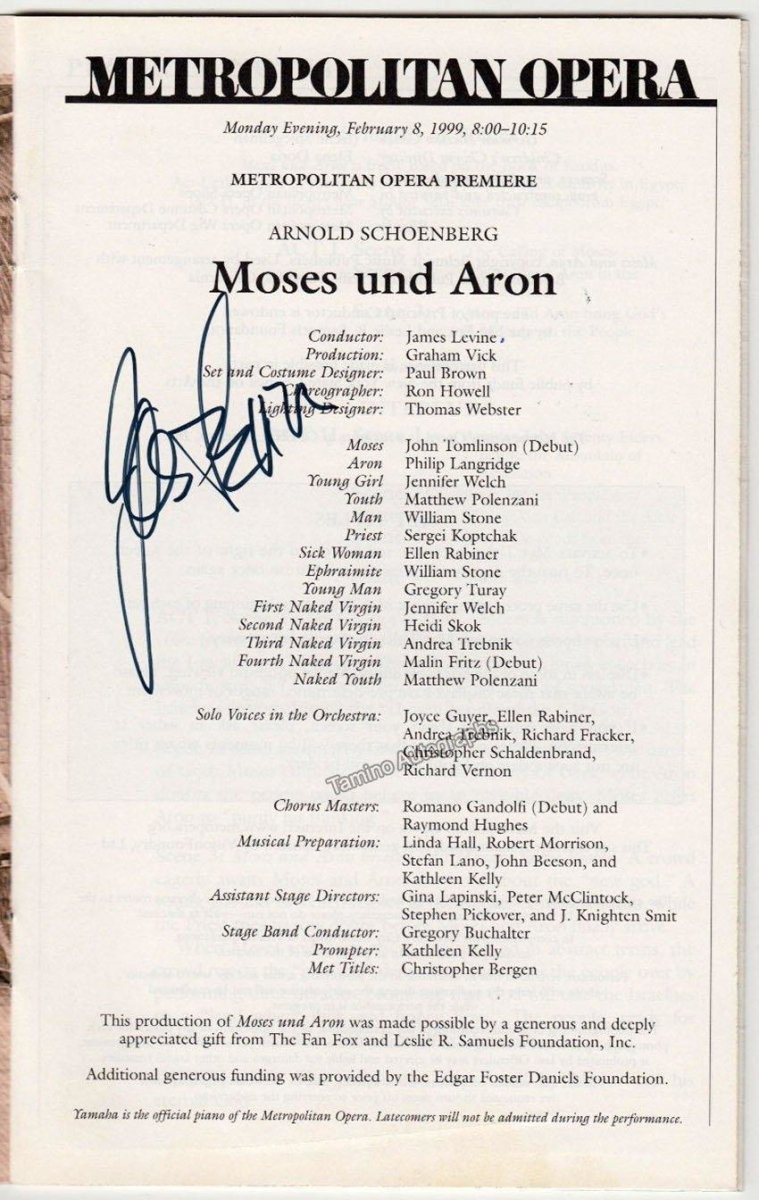 METROPOLITAN OPERA
Monday Evening, February 8, 1999, 8:00–10:15
METROPOLITAN OPERA PREMIERE
ARNOLD SCHOENBERG
Moses und Aron
Conductor: James Levine
Production: Graham Vick
Set and Costume Designer: Paul Brown
Choreographer: Ron Howell
Lighting Designer: Thomas Webster
Moses John Tomlinson (Debut)
Aron Philip Langridge
Young Girl Jennifer Welch
Youth Matthew Polenzani
Man William Stone
Priest Sergei Koptchak
Sick Woman Ellen Rabiner
Ephraimite William Stone
Young Man Gregory Turay
First Naked Virgin Jennifer Welch
Second Naked Virgin Heidi Skok
Third Naked Virgin Andrea Trebnik
Fourth Naked Virgin Malin Fritz (Debut)
Naked Youth Matthew Polenzani
Solo Voices in the Orchestra: Joyce Guyer, Ellen Rabiner,
Andrea Trebnik, Richard Fracker,
Christopher Schaldenbrand,
Richard Vernon
Tamino Autographs
Chorus Masters: Romano Gandolfi (Debut) and
Raymond Hughes
Musical Preparation: Linda Hall, Robert Morrison,
Stefan Lano, John Beeson, and
Kathleen Kelly
Assistant Stage Directors: Gina Lapinski, Peter McClintock,
Stephen Pickover, and J. Knighten Smit
Stage Band Conductor: Gregory Buchalter
Prompter: Kathleen Kelly
Met Titles: Christopher Bergen
This production of Moses und Aron was made possible by a generous and deeply
appreciated gift from The Fan Fox and Leslie R. Samuels Foundation, Inc.
Additional generous funding was provided by the Edgar Foster Daniels Foundation.
Yamaha is the official piano of the Metropolitan Opera. Latecomers will not be admitted during the performance.